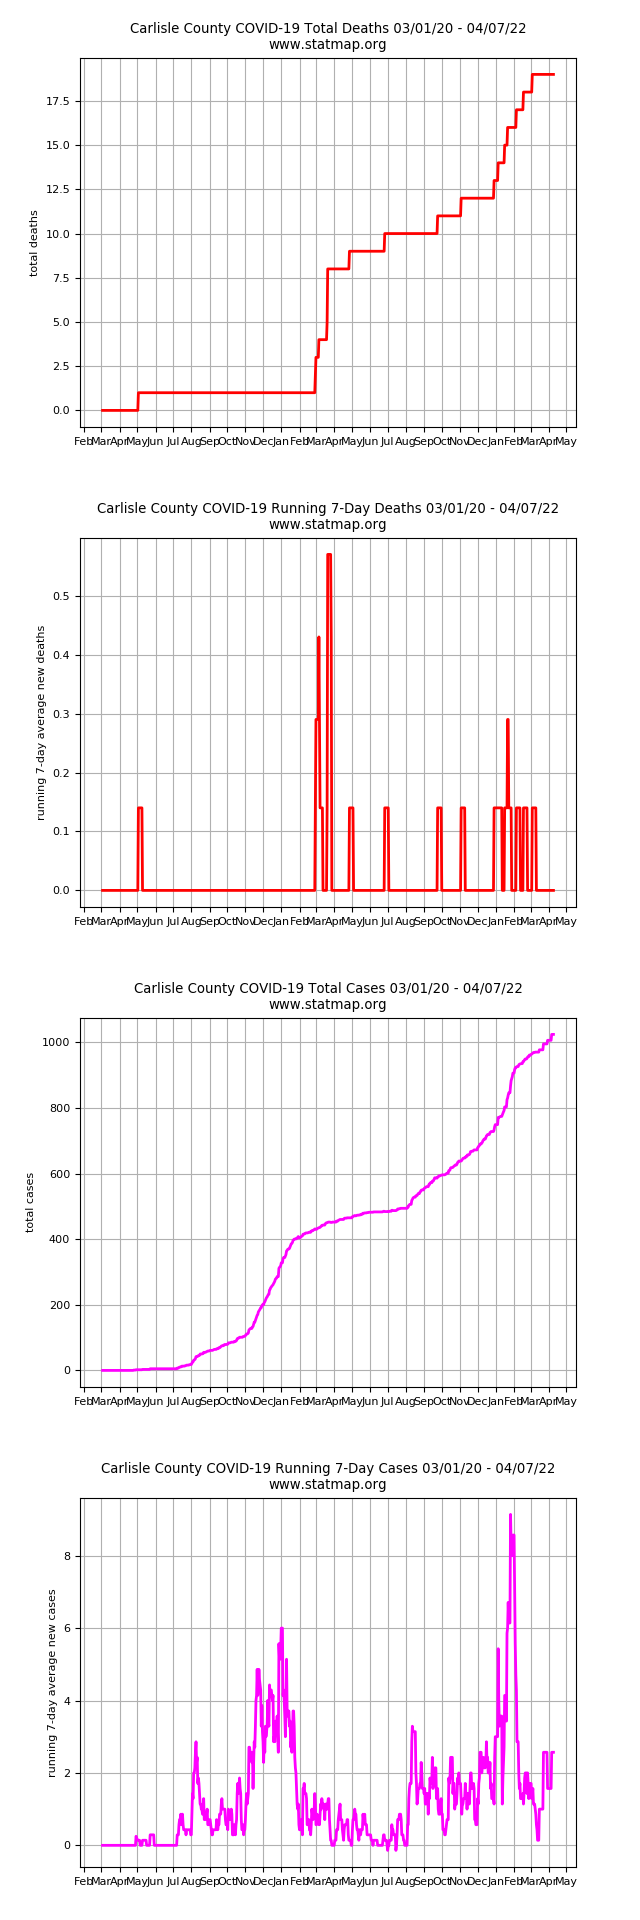 Carlisle County COVID-19 Total Deaths 03/01/20 - 04/07/22
www.statmap.org
total deaths
17.5
15.0
12.5
10.0
7.5
5.0
2.5
0.0
Feb Mar Apr May Jun Jul Aug Sep Oct Nov Dec Jan Feb Mar Apr May Jun Jul Aug Sep Oct Nov Dec Jan Feb Mar Apr May
Carlisle County COVID-19 Running 7-Day Deaths 03/01/20 - 04/07/22
www.statmap.org
running 7-day average new deaths
0.5
0.4
0.3
0.2
0.1
0.0
Feb Mar Apr May Jun Jul Aug Sep Oct Nov Dec Jan Feb Mar Apr May Jun Jul Aug Sep Oct Nov Dec Jan Feb Mar Apr May
Carlisle County COVID-19 Total Cases 03/01/20 - 04/07/22
www.statmap.org
total cases
1000
800
600
400
200
0
Feb Mar Apr May Jun Jul Aug Sep Oct Nov Dec Jan Feb Mar Apr May Jun Jul Aug Sep Oct Nov Dec Jan Feb Mar Apr May
Carlisle County COVID-19 Running 7-Day Cases 03/01/20 - 04/07/22
www.statmap.org
running 7-day average new cases
8
6
4
2
0
Feb Mar Apr May Jun Jul Aug Sep Oct Nov Dec Jan Feb Mar Apr May Jun Jul Aug Sep Oct Nov Dec Jan Feb Mar Apr May